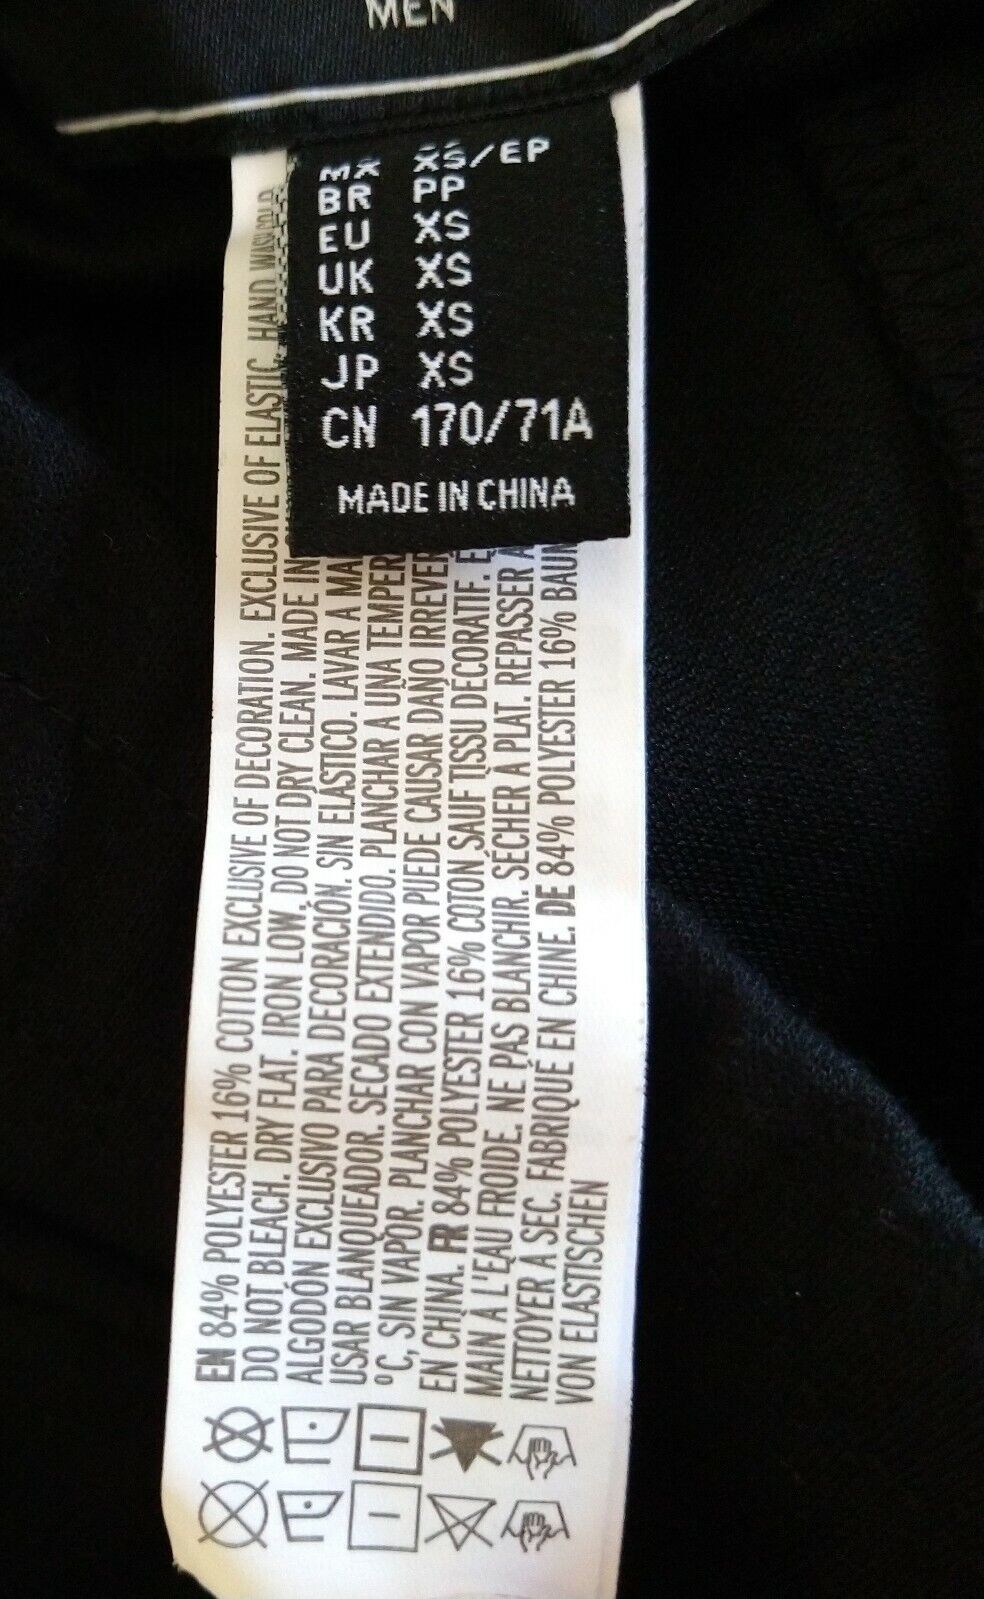 MEN
MX XS/EP
BR PP
EU XS
UK XS
KR XS
JP XS
CN 170/71A
MADE IN CHINA
EN 84% POLYESTER 16% COTTON EXCLUSIVE OF DECORATION. EXCLUSIVE OF ELASTIC. HAND WASH COLD
DO NOT BLEACH. DRY FLAT. IRON LOW. DO NOT DRY CLEAN. MADE IN
ALGODÓN EXCLUSIVO PARA DECORACIÓN. SIN ELASTICO. LAVAR A MA
USAR BLANQUEADOR. SECADO EXTENDIDO. PLANCHAR A UNA TEMPER
°C, SIN VAPOR. PLANCHAR CON VAPOR PUEDE CAUSAR DAÑO IRREVER
EN CHINA. FR 84% POLYESTER 16% COTON SAUF TISSU DÉCORATIF. E
MAIN À L'EAU FROIDE. NE PAS BLANCHIR. SÉCHER À PLAT. REPASSER À
NETTOYER À SEC. FABRIQUÉ EN CHINE. DE 84% POLYESTER 16% BAUM
VON ELASTISCHEN